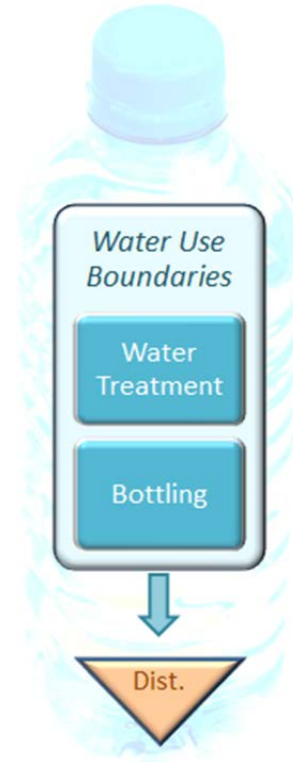 Water Use
Boundaries
Water
Treatment
Bottling
Dist.